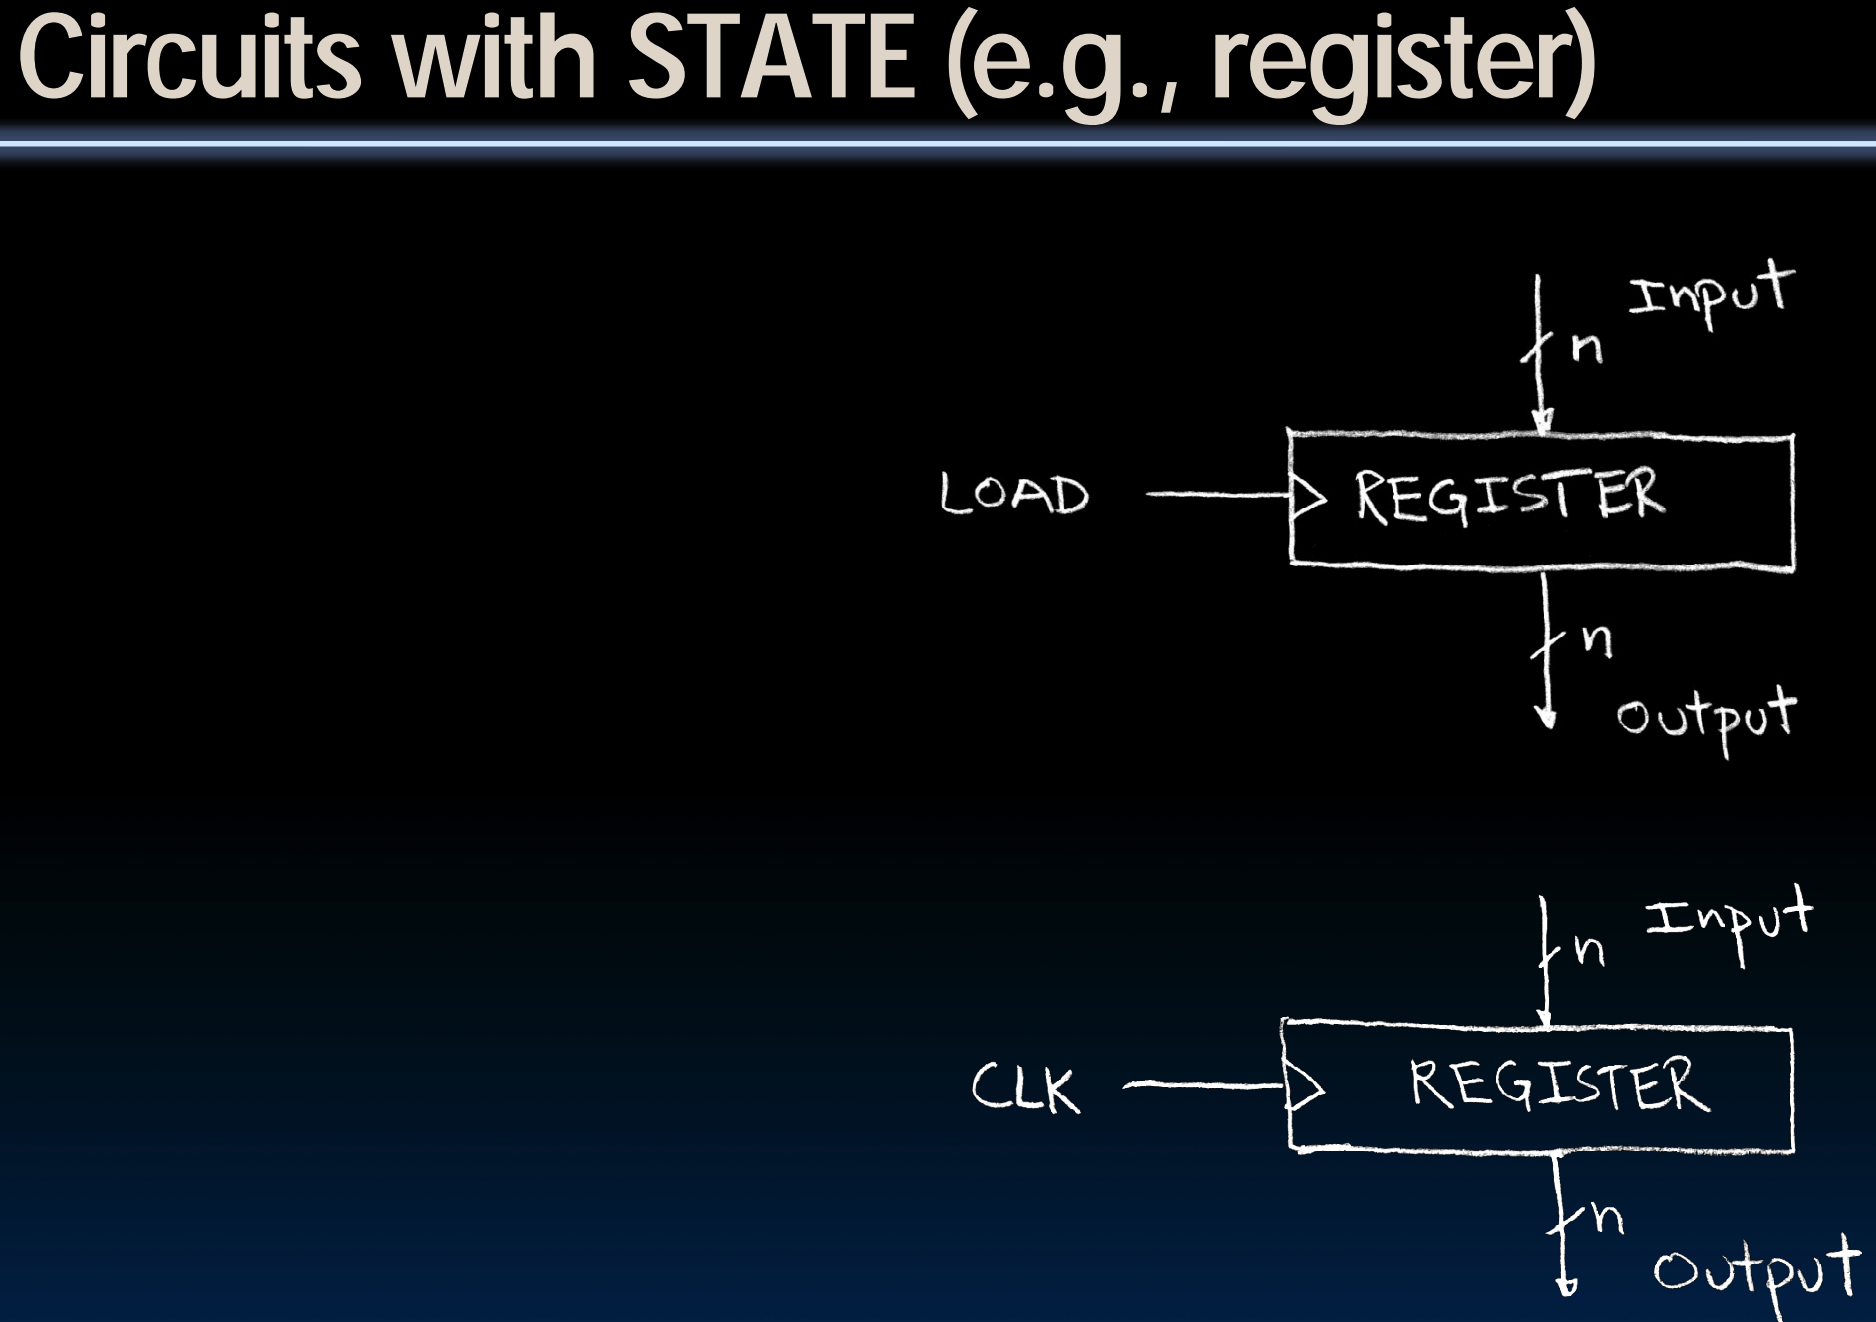 Circuits with STATE (e.g., register)
Input
n
LOAD
REGISTER
n
Output
Input
n
CLK
REGISTER
n
Output